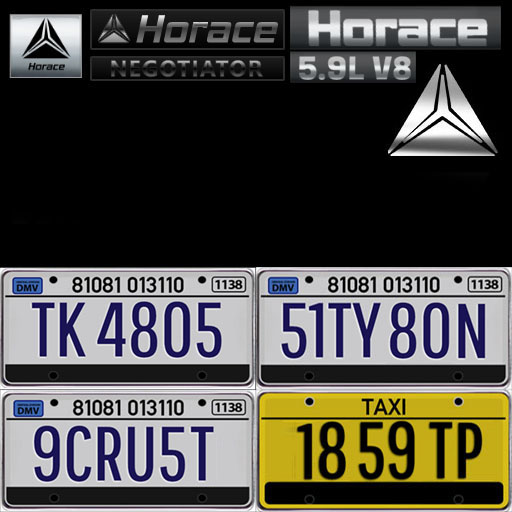 Horace
Horace
Horace
NEGOTIATOR
5.9L V8
DMV
81081 013110
1138
TK 4805
DMV
81081 013110
1138
51TY 80N
DMV
81081 013110
1138
9CRU5T
TAXI
18 59 TP